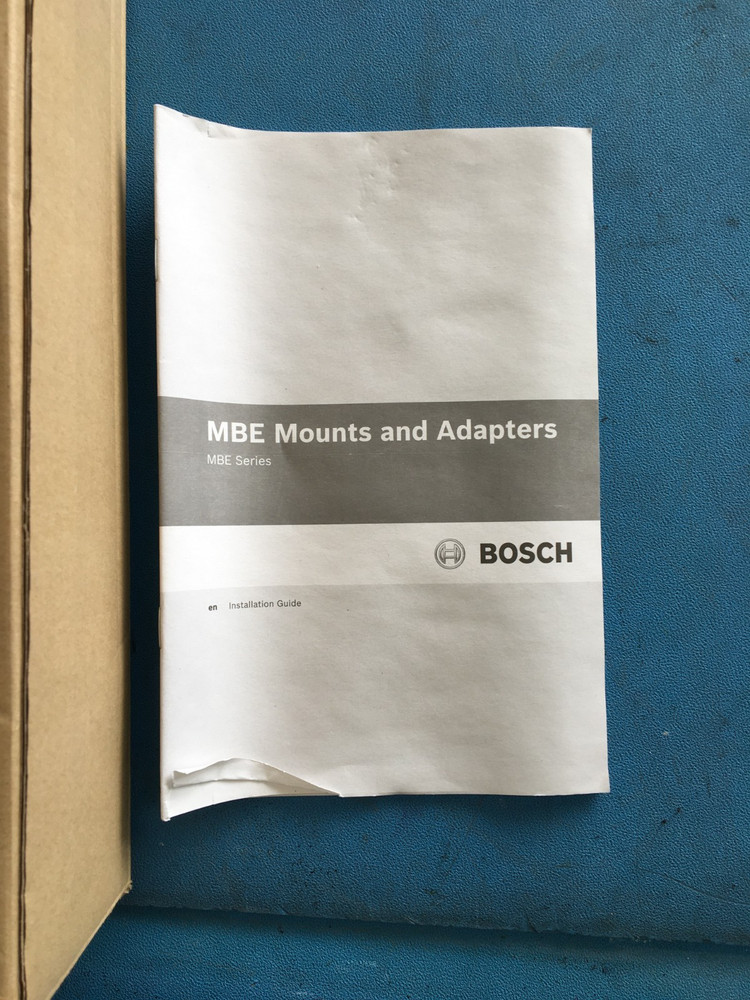 MBE Mounts and Adapters
MBE Series
BOSCH
en Installation Guide